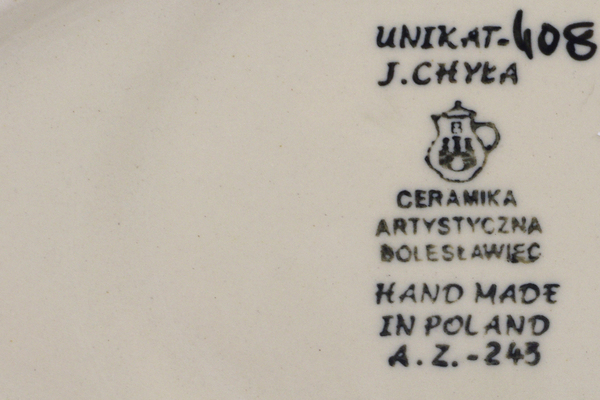 UNIKAT-408
J.CHYŁA
B
CERAMIKA
ARTYSTYCZNA
BOLESŁAWIEC
HAND MADE
IN POLAND
A.Z.-243